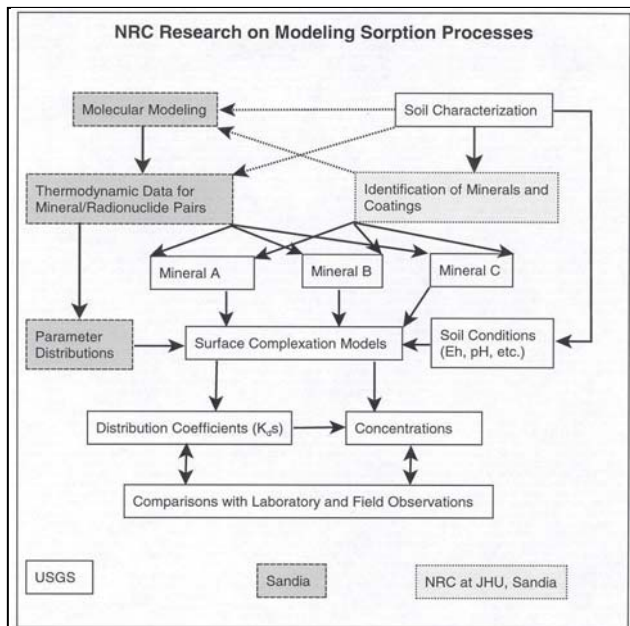 NRC Research on Modeling Sorption Processes
Molecular Modeling
Soil Characterization
Thermodynamic Data for
Mineral/Radionuclide Pairs
Identification of Minerals and
Coatings
Mineral A
Mineral B
Mineral C
Parameter
Distributions
Surface Complexation Models
Soil Conditions
(Eh, pH, etc.)
Distribution Coefficients (Kds)
Concentrations
Comparisons with Laboratory and Field Observations
USGS
Sandia
NRC at JHU, Sandia